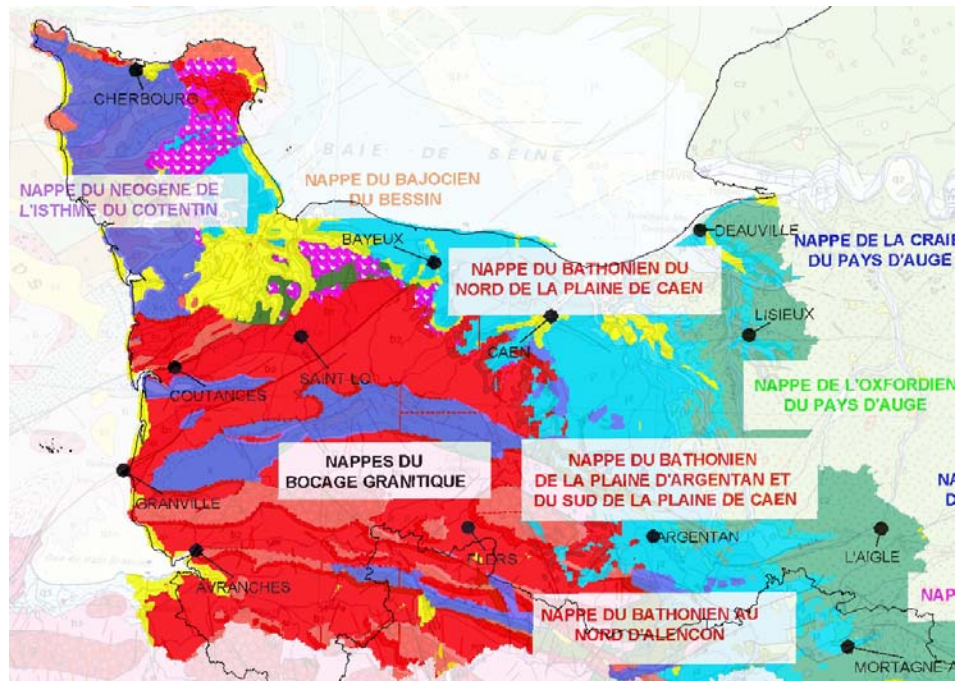 CHERBOURG
BAIE DE SEINE
NAPPE DU NEOGENE DE
L'ISTHME DU COTENTIN
NAPPE DU BAJOCIEN
DU BESSIN
BAYEUX
DEAUVILLE
NAPPE DE LA CRAIE
DU PAYS D'AUGE
NAPPE DU BATHONIEN DU
NORD DE LA PLAINE DE CAEN
CAEN
LISIEUX
SAINT-LO
COUTANCES
NAPPE DE L'OXFORDIEN
DU PAYS D'AUGE
NAPPES DU
BOCAGE GRANITIQUE
NAPPE DU BATHONIEN
DE LA PLAINE D'ARGENTAN ET
DU SUD DE LA PLAINE DE CAEN
NA
D
GRANVILLE
FLERS
ARGENTAN
L'AIGLE
AVRANCHES
NAPP
NAPPE DU BATHONIEN AU
NORD D'ALENCON
MORTAGNE-A